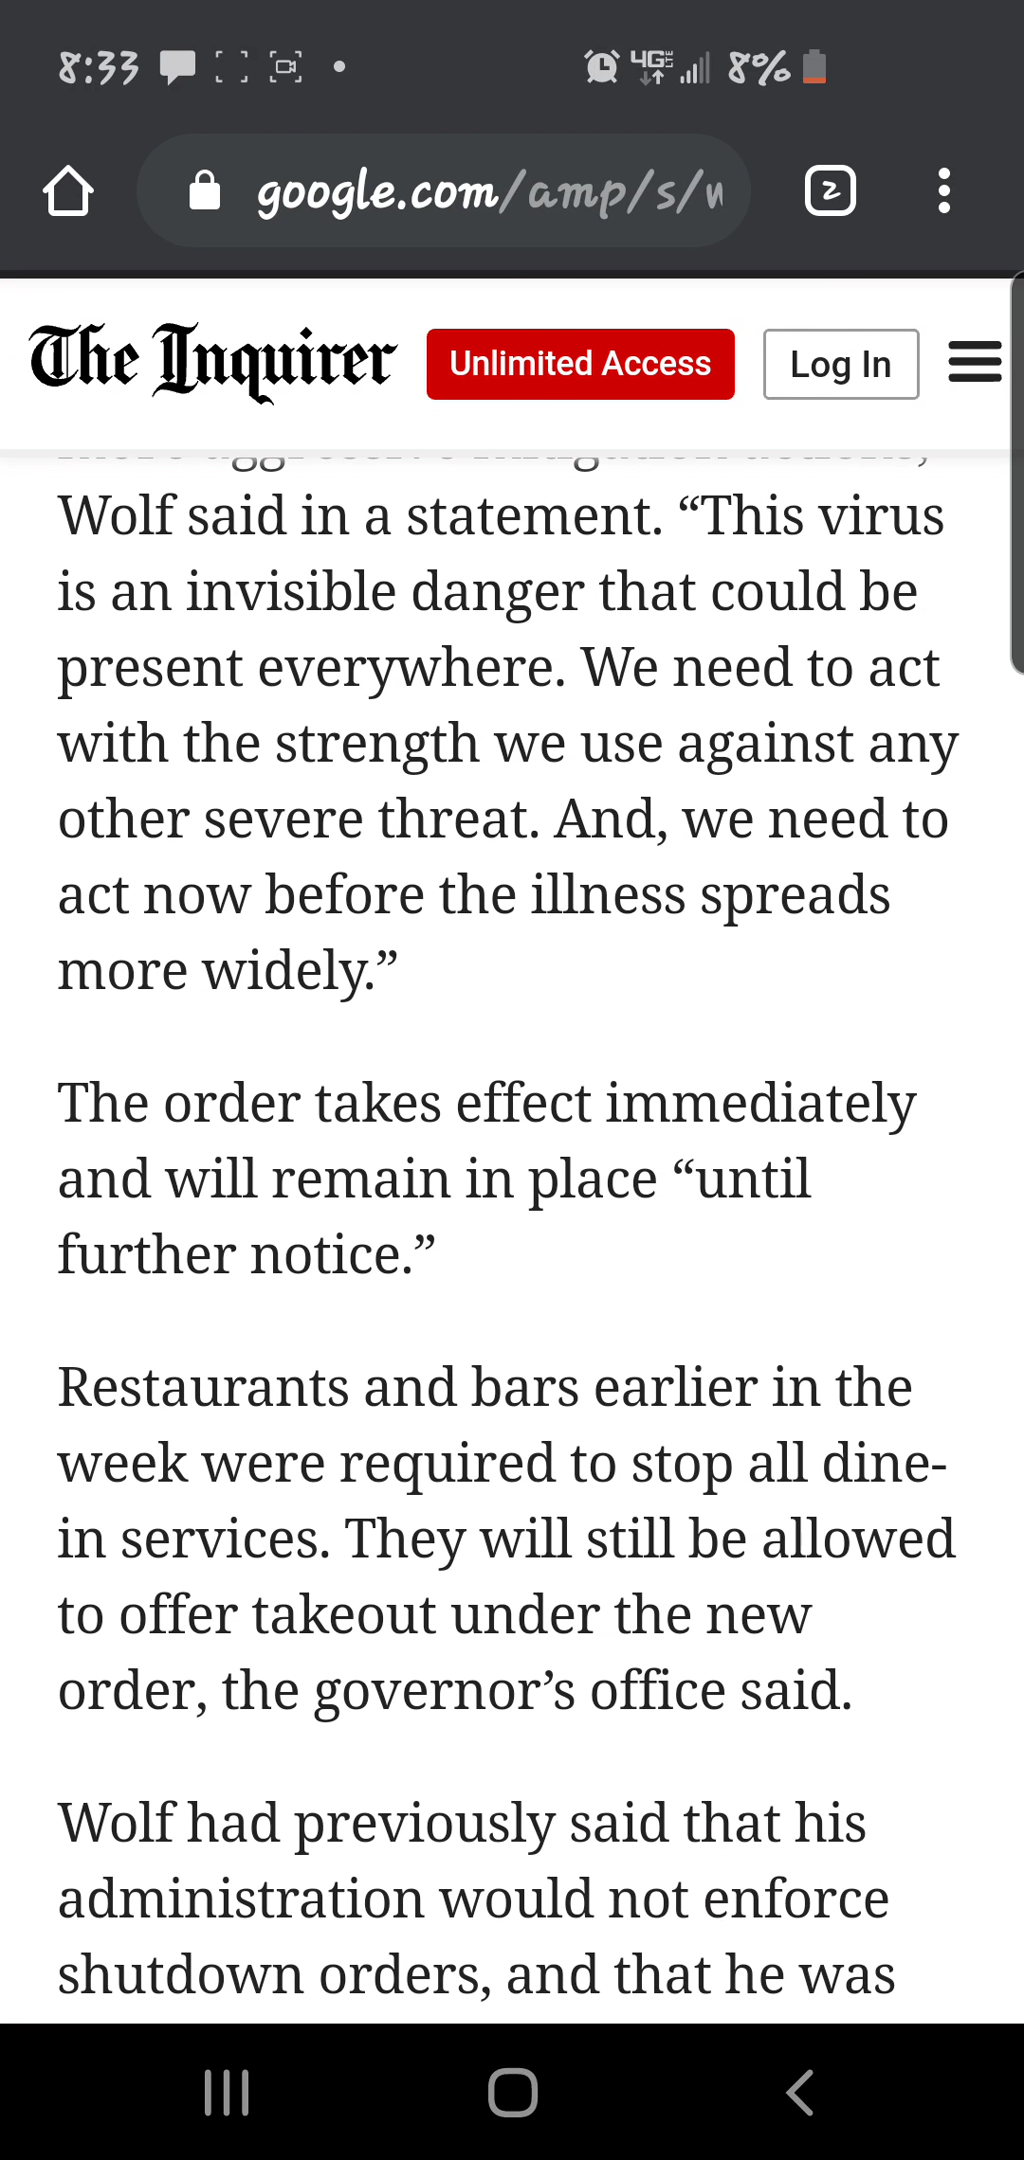 8:33
4G LTE 8%
google.com/amp/s/
2
The Inquirer
Unlimited Access
Log In
Wolf said in a statement. “This virus
is an invisible danger that could be
present everywhere. We need to act
with the strength we use against any
other severe threat. And, we need to
act now before the illness spreads
more widely.”
The order takes effect immediately
and will remain in place “until
further notice.”
Restaurants and bars earlier in the
week were required to stop all dine-
in services. They will still be allowed
to offer takeout under the new
order, the governor’s office said.
Wolf had previously said that his
administration would not enforce
shutdown orders, and that he was